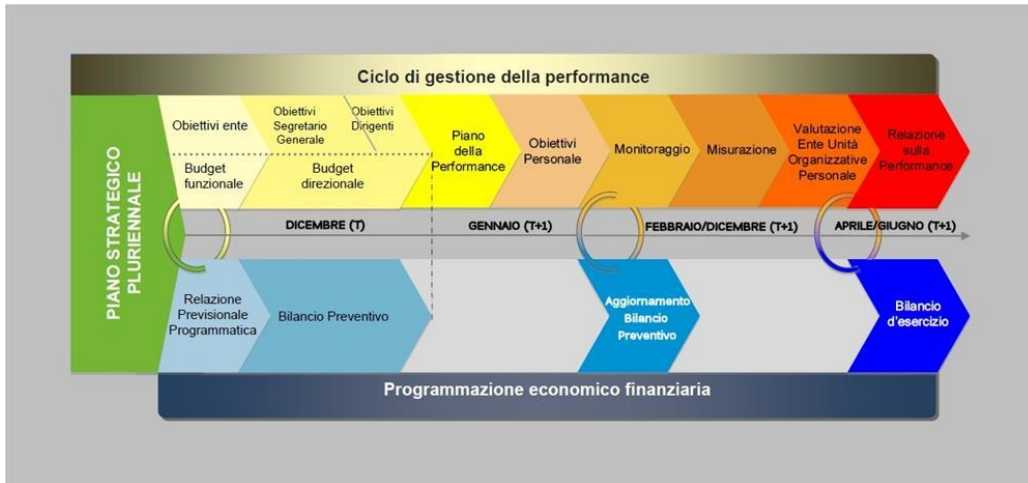 Ciclo di gestione della performance
PIANO STRATEGICO
PLURIENNALE
Obiettivi ente
Obiettivi
Segretario
Generale
Obiettivi
Dirigenti
Budget
funzionale
Budget
direzionale
Piano
della
Performance
Obiettivi
Personale
Monitoraggio
Misurazione
Valutazione
Ente Unità
Organizzative
Personale
Relazione
sulla
Performance
DICEMBRE (T)
GENNAIO (T+1)
FEBBRAIO/DICEMBRE (T+1)
APRILE/GIUGNO (T+1)
Relazione
Previsionale
Programmatica
Bilancio Preventivo
Aggiornamento
Bilancio
Preventivo
Bilancio
d'esercizio
Programmazione economico finanziaria